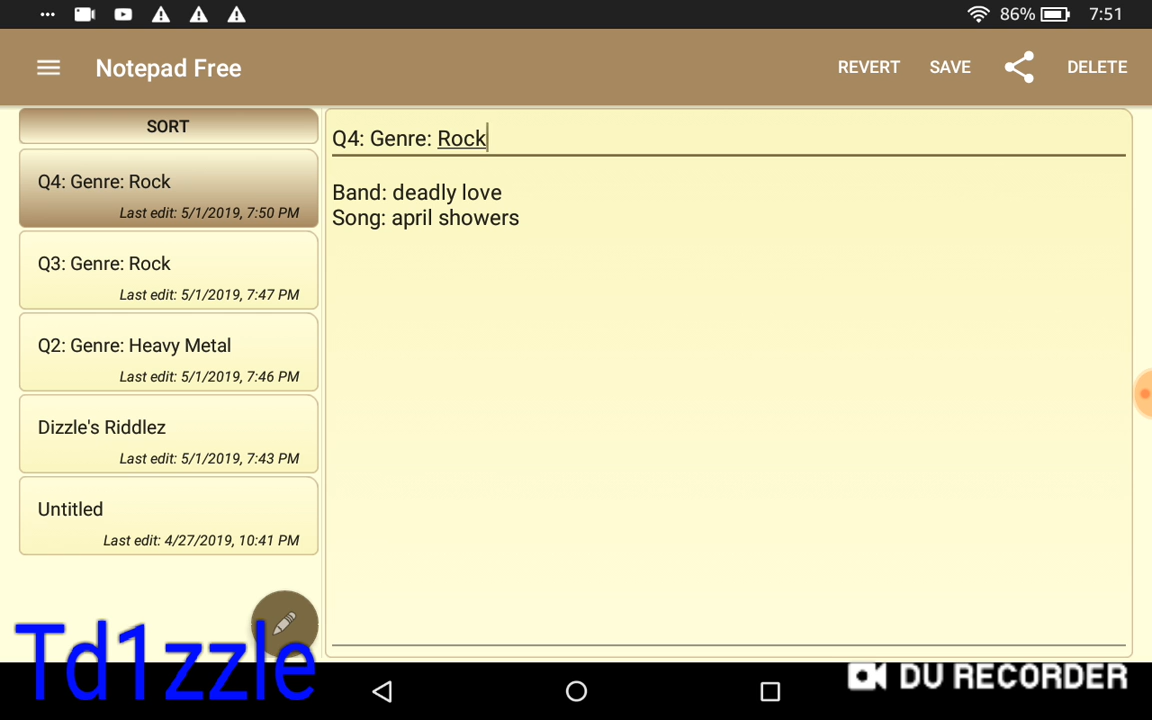 86% 7:51
Notepad Free REVERT SAVE DELETE
SORT
Q4: Genre: Rock
Last edit: 5/1/2019, 7:50 PM
Q3: Genre: Rock
Last edit: 5/1/2019, 7:47 PM
Q2: Genre: Heavy Metal
Last edit: 5/1/2019, 7:46 PM
Dizzle's Riddlez
Last edit: 5/1/2019, 7:43 PM
Untitled
Last edit: 4/27/2019, 10:41 PM
Q4: Genre: Rock
Band: deadly love
Song: april showers
Td1zzle
DU RECORDER